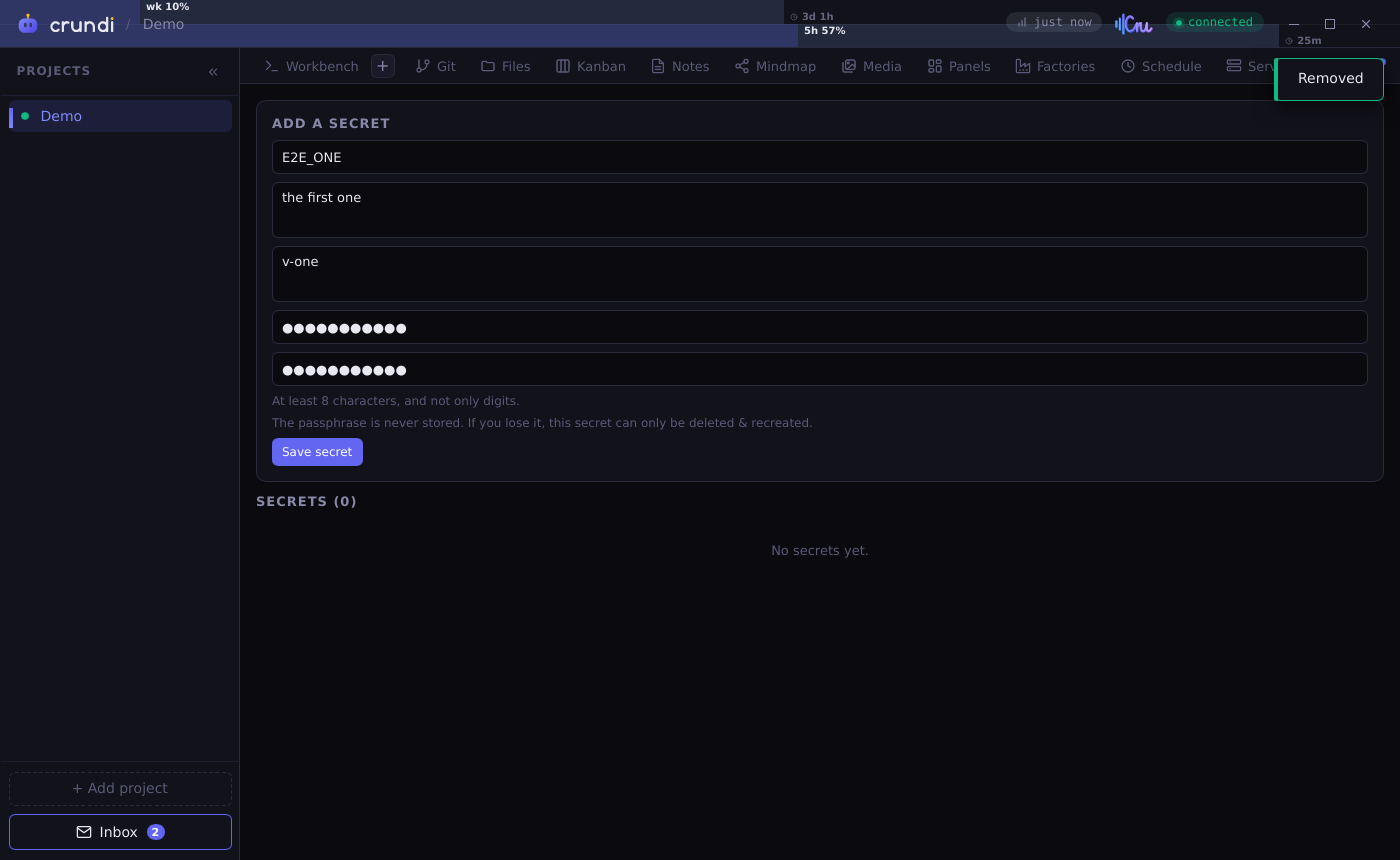 wk 10%
crundi / Demo
3d 1h
5h 57%
just now
Cru
connected
25m
PROJECTS «
Workbench + Git Files Kanban Notes Mindmap Media Panels Factories Schedule
Removed
Demo
ADD A SECRET
E2E_ONE
the first one
v-one
●●●●●●●●●●●
●●●●●●●●●●●
At least 8 characters, and not only digits.
The passphrase is never stored. If you lose it, this secret can only be deleted & recreated.
Save secret
SECRETS (0)
No secrets yet.
+ Add project
Inbox 2